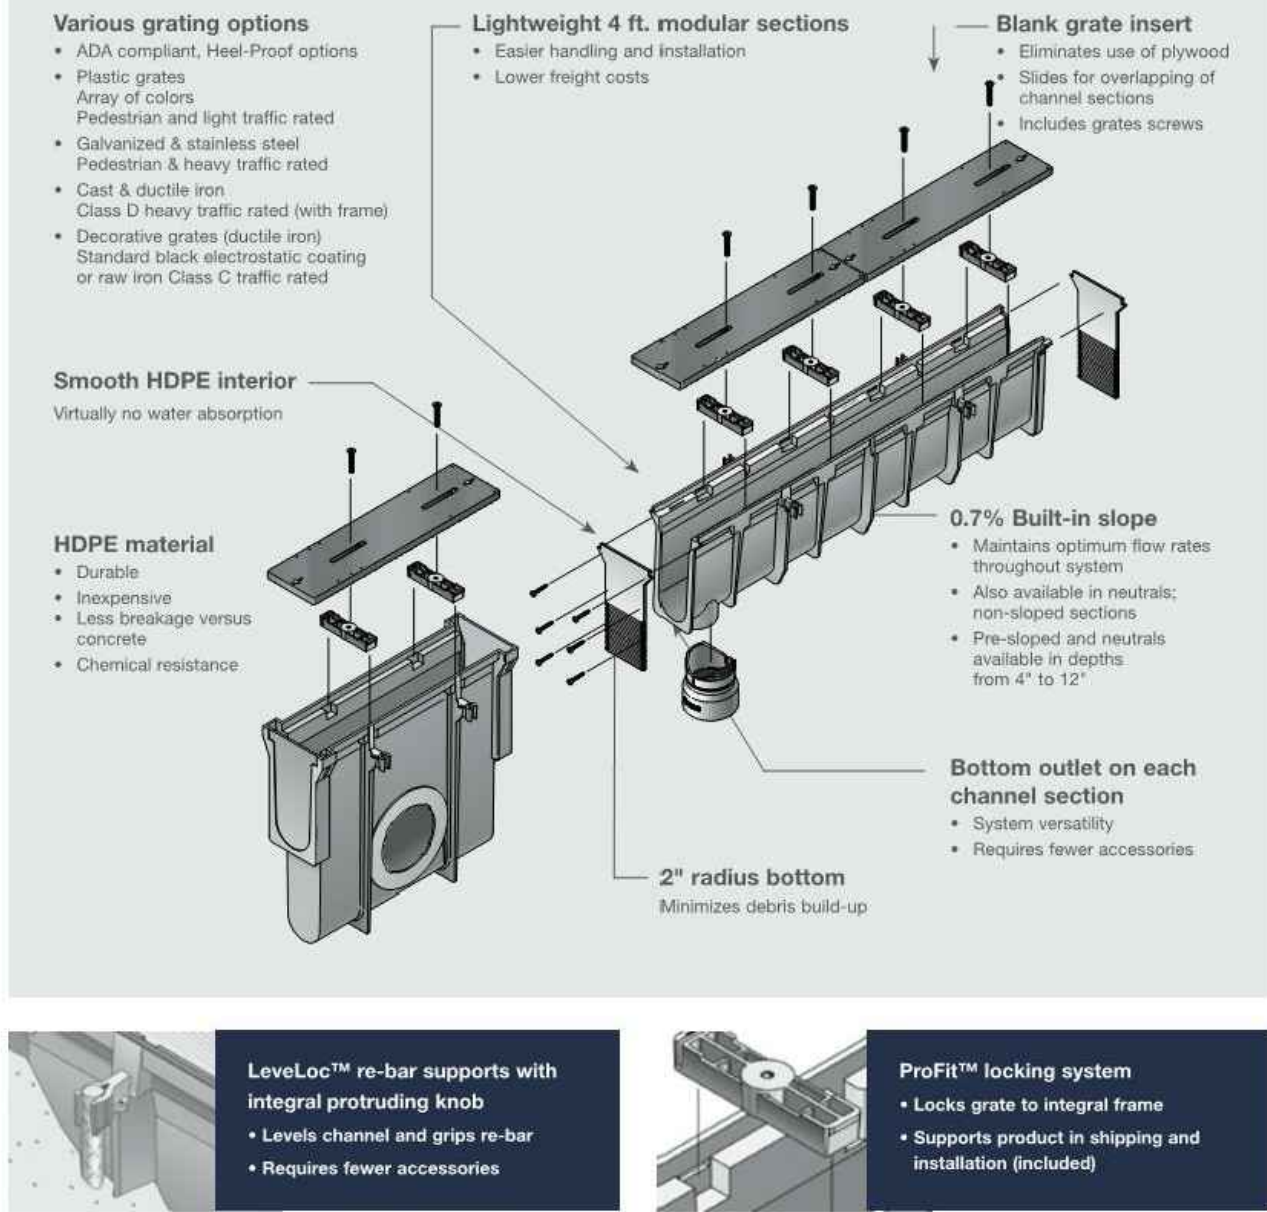 Various grating options
• ADA compliant, Heel-Proof options
• Plastic grates
Array of colors
Pedestrian and light traffic rated
• Galvanized & stainless steel
Pedestrian & heavy traffic rated
• Cast & ductile iron
Class D heavy traffic rated (with frame)
• Decorative grates (ductile iron)
Standard black electrostatic coating
or raw iron Class C traffic rated
Lightweight 4 ft. modular sections
• Easier handling and installation
• Lower freight costs
Blank grate insert
• Eliminates use of plywood
• Slides for overlapping of
channel sections
• Includes grates screws
Smooth HDPE interior
Virtually no water absorption
HDPE material
• Durable
• Inexpensive
• Less breakage versus
concrete
• Chemical resistance
0.7% Built-in slope
• Maintains optimum flow rates
throughout system
• Also available in neutrals;
non-sloped sections
• Pre-sloped and neutrals
available in depths
from 4" to 12"
Bottom outlet on each
channel section
• System versatility
• Requires fewer accessories
2" radius bottom
Minimizes debris build-up
LeveLoc™ re-bar supports with
integral protruding knob
• Levels channel and grips re-bar
• Requires fewer accessories
ProFit™ locking system
• Locks grate to integral frame
• Supports product in shipping and
installation (included)